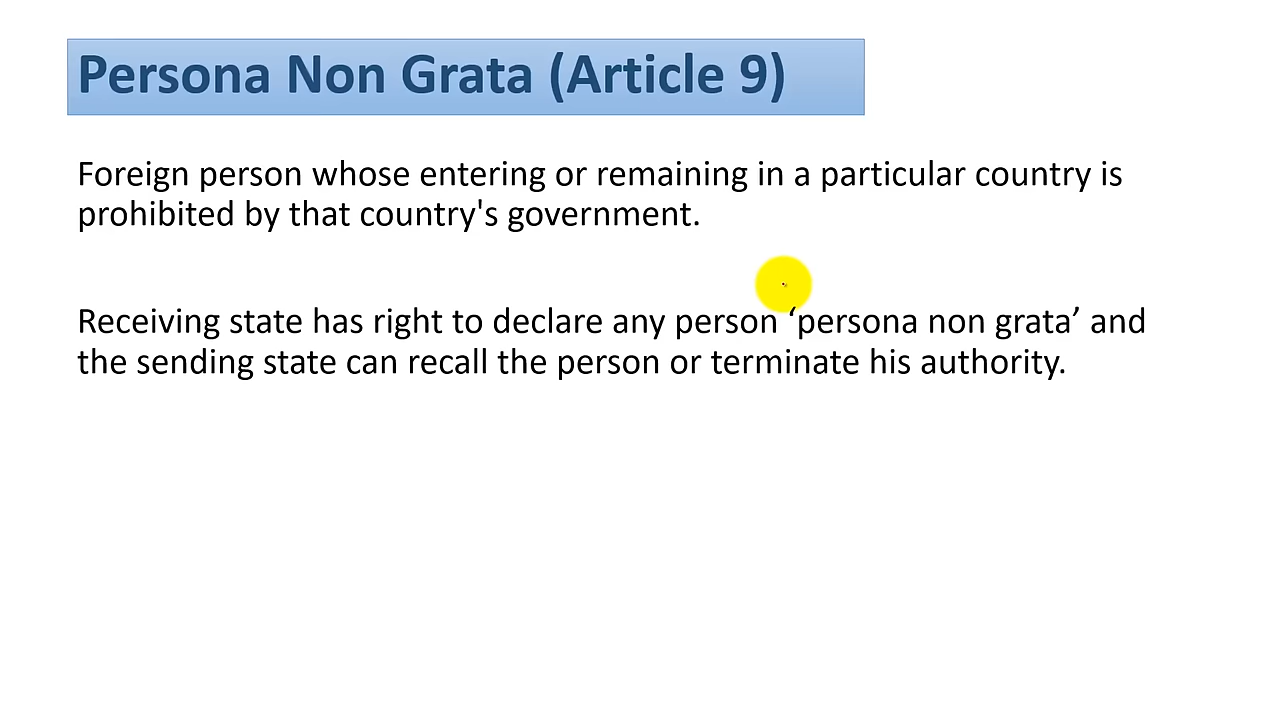 Persona Non Grata (Article 9)
Foreign person whose entering or remaining in a particular country is
prohibited by that country's government.
Receiving state has right to declare any person ‘persona non grata’ and
the sending state can recall the person or terminate his authority.